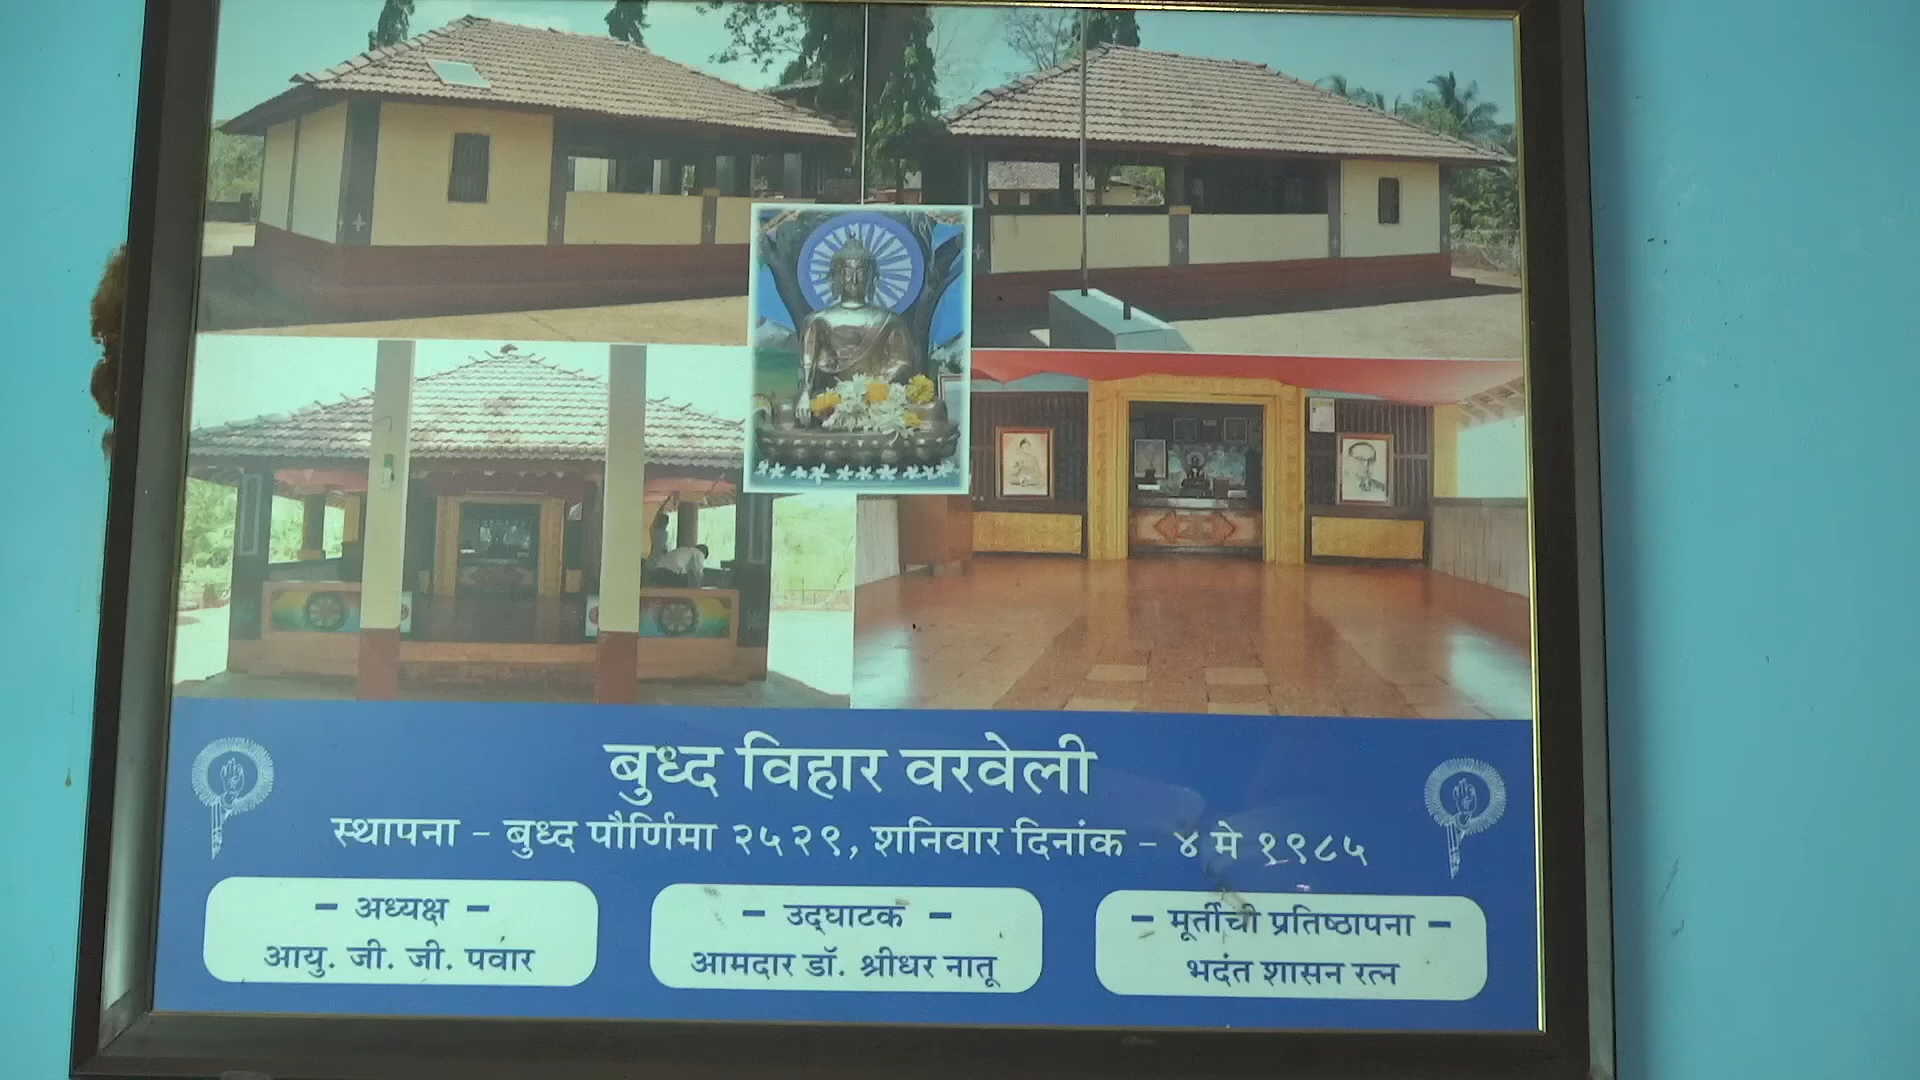 बुध्द विहार वरवेली
स्थापना - बुध्द पौर्णिमा २५२९, शनिवार दिनांक - ४ मे १९८५
- अध्यक्ष -
आयु. जी. जी. पवार
- उद्‌घाटक -
आमदार डॉ. श्रीधर नातू
- मूर्तीची प्रतिष्ठापना -
भदंत शासन रत्न